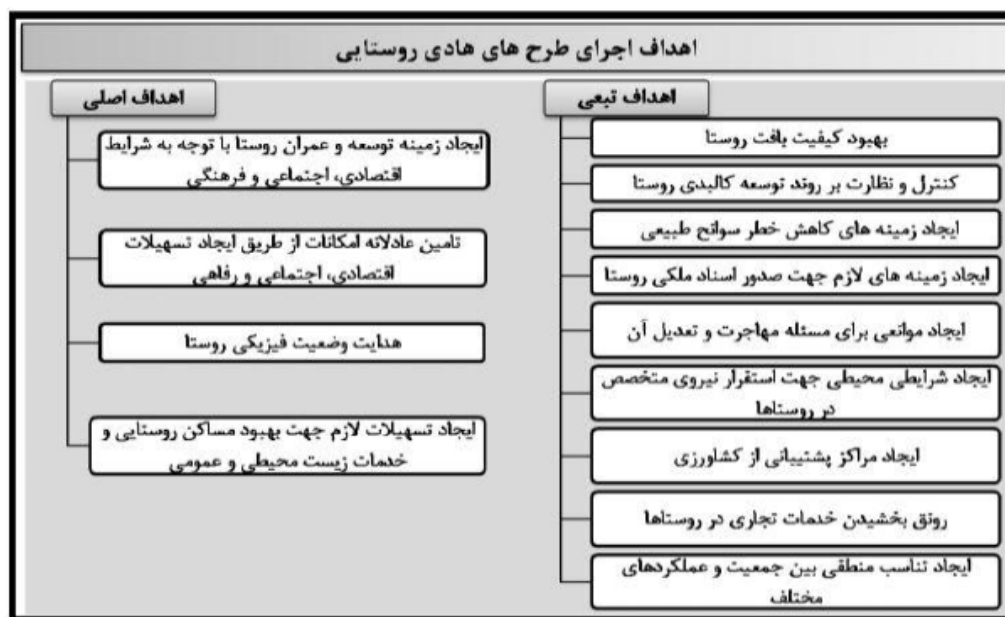 اهداف اجرای طرح های هادی روستایی
اهداف تبعی
بهبود کیفیت بافت روستا
کنترل و نظارت بر روند توسعه کالبدی روستا
ایجاد زمینه های کاهش خطر سوانح طبیعی
ایجاد زمینه های لازم جهت صدور اسناد ملکی روستا
ایجاد موانعی برای مسئله مهاجرت و تعدیل آن
ایجاد شرایطی محیطی جهت استقرار نیروی متخصص
در روستاها
ایجاد مراکز پشتیبانی از کشاورزی
رونق بخشیدن خدمات تجاری در روستاها
ایجاد تناسب منطقی بین جمعیت و عملکردهای
مختلف
اهداف اصلی
ایجاد زمینه توسعه و عمران روستا با توجه به شرایط
اقتصادی، اجتماعی و فرهنگی
تامین عادلانه امکانات از طریق ایجاد تسهیلات
اقتصادی، اجتماعی و رفاهی
هدایت وضعیت فیزیکی روستا
ایجاد تسهیلات لازم جهت بهبود مساکن روستایی و
خدمات زیست محیطی و عمومی